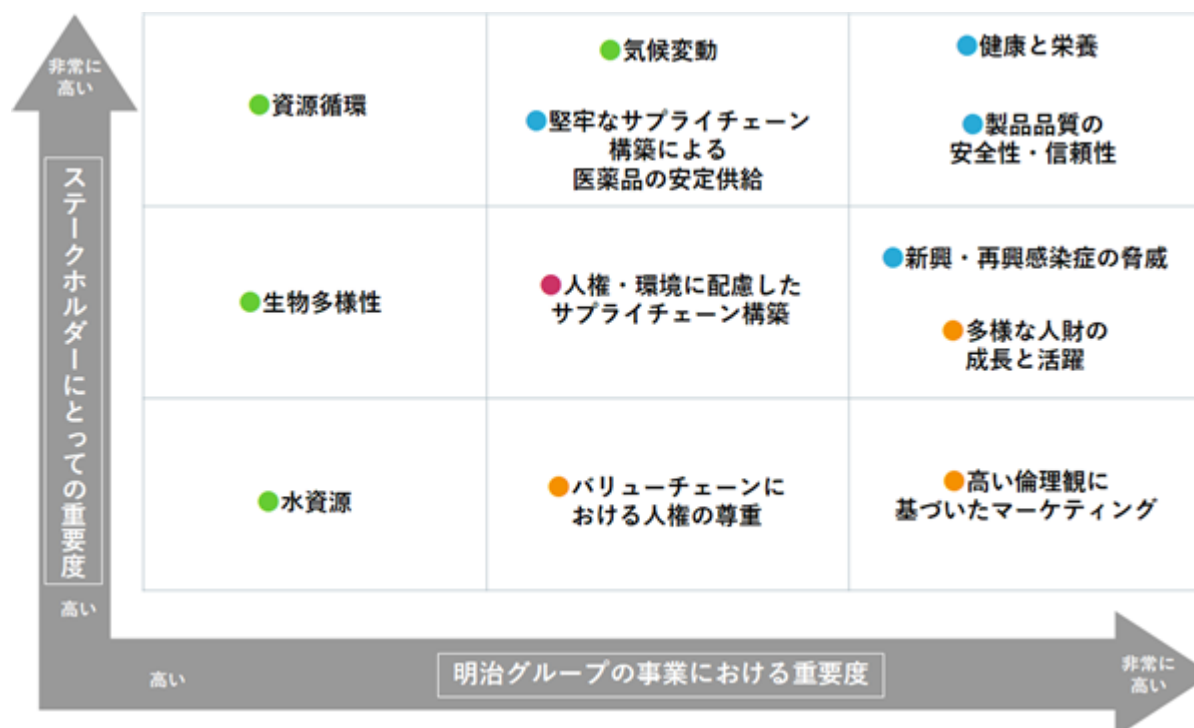 非常に
高い
ステークホルダーにとっての重要度
高い
●資源循環
●気候変動
●堅牢なサプライチェーン
構築による
医薬品の安定供給
●健康と栄養
●製品品質の
安全性・信頼性
●生物多様性
●人権・環境に配慮した
サプライチェーン構築
●新興・再興感染症の脅威
●多様な人財の
成長と活躍
●水資源
●バリューチェーンに
おける人権の尊重
●高い倫理観に
基づいたマーケティング
高い
明治グループの事業における重要度
非常に
高い